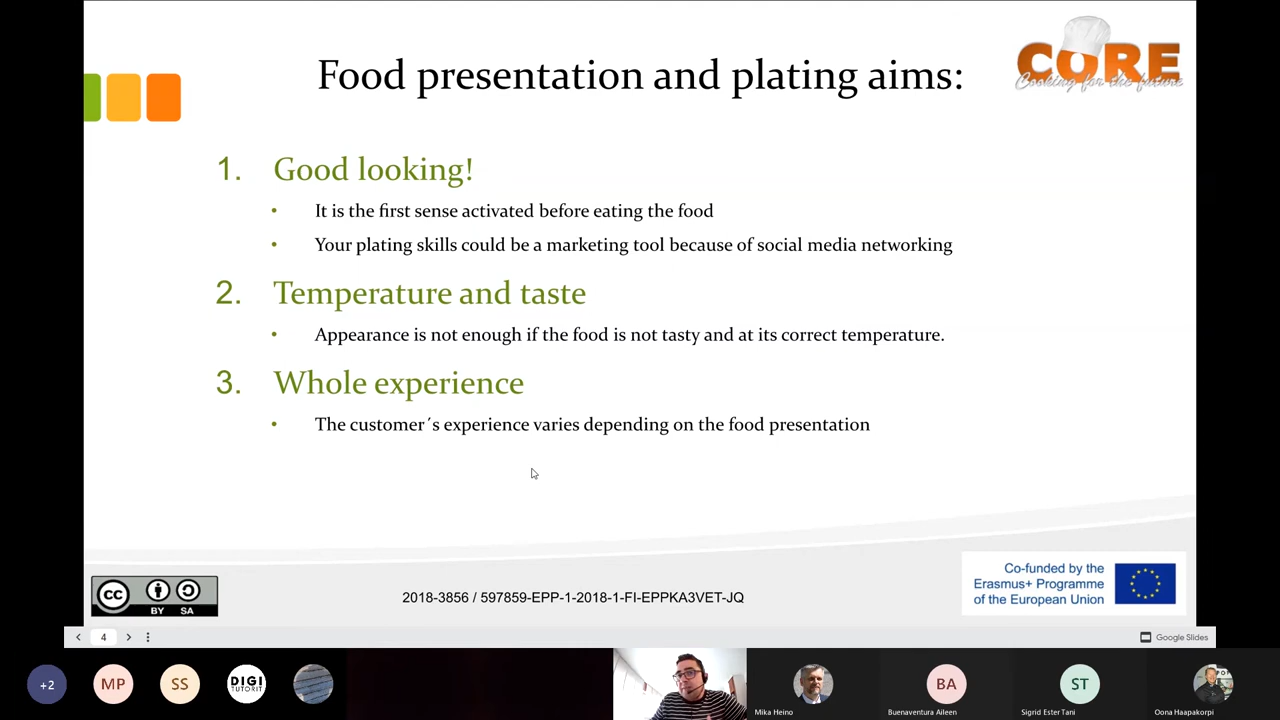 CORE
Cooking for the future
Food presentation and plating aims:
1. Good looking!
• It is the first sense activated before eating the food
• Your plating skills could be a marketing tool because of social media networking
2. Temperature and taste
• Appearance is not enough if the food is not tasty and at its correct temperature.
3. Whole experience
• The customer´s experience varies depending on the food presentation
cc
BY SA
2018-3856 / 597859-EPP-1-2018-1-FI-EPPKA3VET-JQ
Co-funded by the
Erasmus+ Programme
of the European Union
4
Google Slides
+2
MP
SS
DIGI
TUTORIT
BA
ST
Mika Heino
Buenaventura Aileen
Sigrid Ester Tani
Oona Haapakorpi